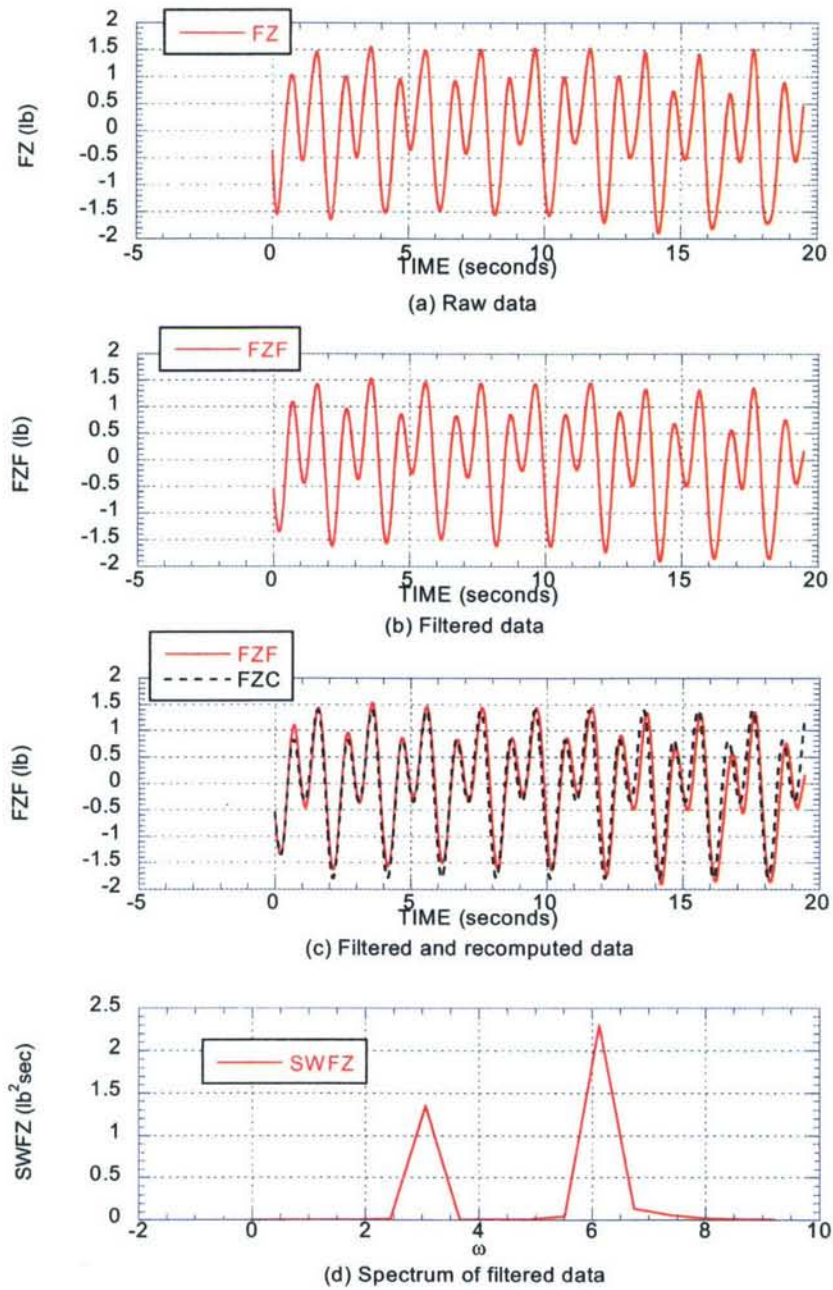 FZ
2
1.5
1
0.5
0
-0.5
-1
-1.5
-2
FZ (lb)
-5 0 5 10 15 20
TIME (seconds)
(a) Raw data
FZF
2
1.5
1
0.5
0
-0.5
-1
-1.5
-2
FZF (lb)
-5 0 5 10 15 20
TIME (seconds)
(b) Filtered data
FZF
FZC
2
1.5
1
0.5
0
-0.5
-1
-1.5
-2
FZF (lb)
-5 0 5 10 15 20
TIME (seconds)
(c) Filtered and recomputed data
2.5
2
1.5
1
0.5
0
SWFZ (lb²sec)
SWFZ
-2 0 2 4 6 8 10
ω
(d) Spectrum of filtered data